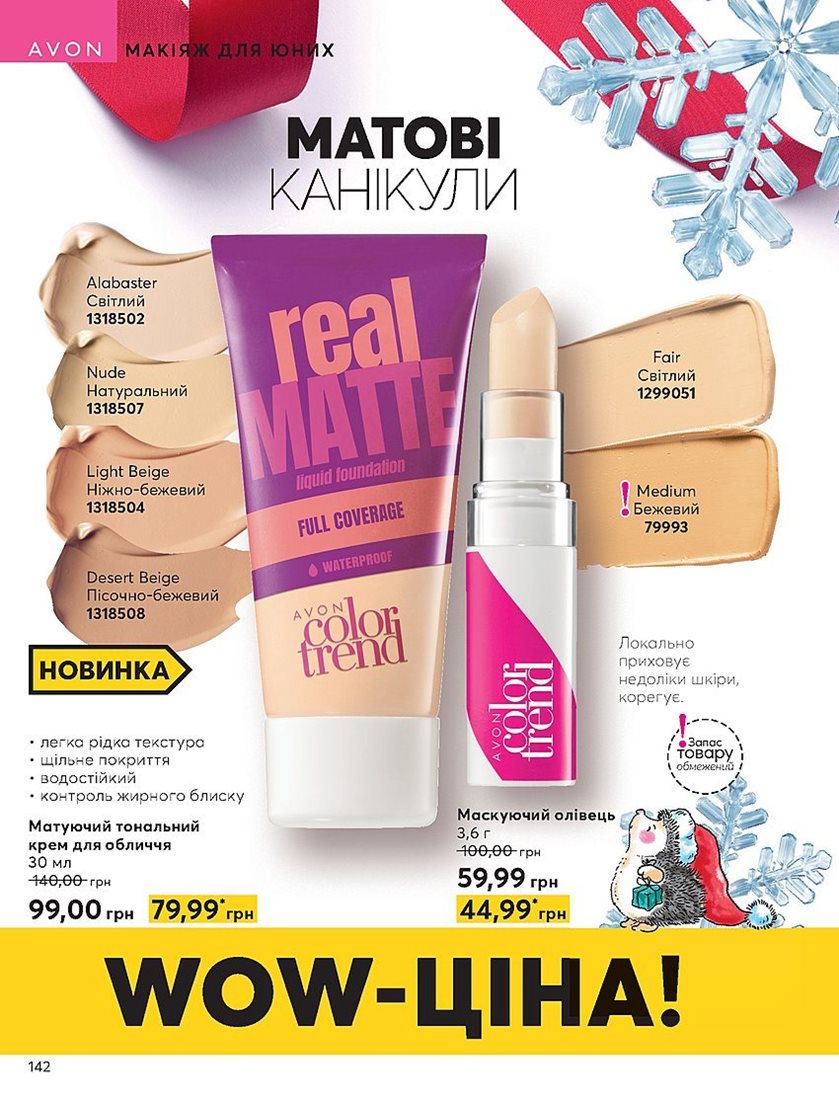 AVON
МАКІЯЖ ДЛЯ ЮНИХ
МАТОВІ
КАНІКУЛИ
Alabaster
Світлий
1318502
Nude
Натуральний
1318507
Light Beige
Ніжно-бежевий
1318504
Desert Beige
Пісочно-бежевий
1318508
real
MATTE
liquid foundation
FULL COVERAGE
WATERPROOF
AVON
color
trend
AVON
color
trend
Fair
Світлий
1299051
! Medium
Бежевий
79993
НОВИНКА
Локально
приховує
недоліки шкіри,
корегує.
! Запас
товару
обмежений
• легка рідка текстура
• щільне покриття
• водостійкий
• контроль жирного блиску
Матуючий тональний
крем для обличчя
30 мл
140,00 грн
99,00 грн 79,99* грн
Маскуючий олівець
3,6 г
100,00 грн
59,99 грн
44,99* грн
WOW-ЦІНА!
142